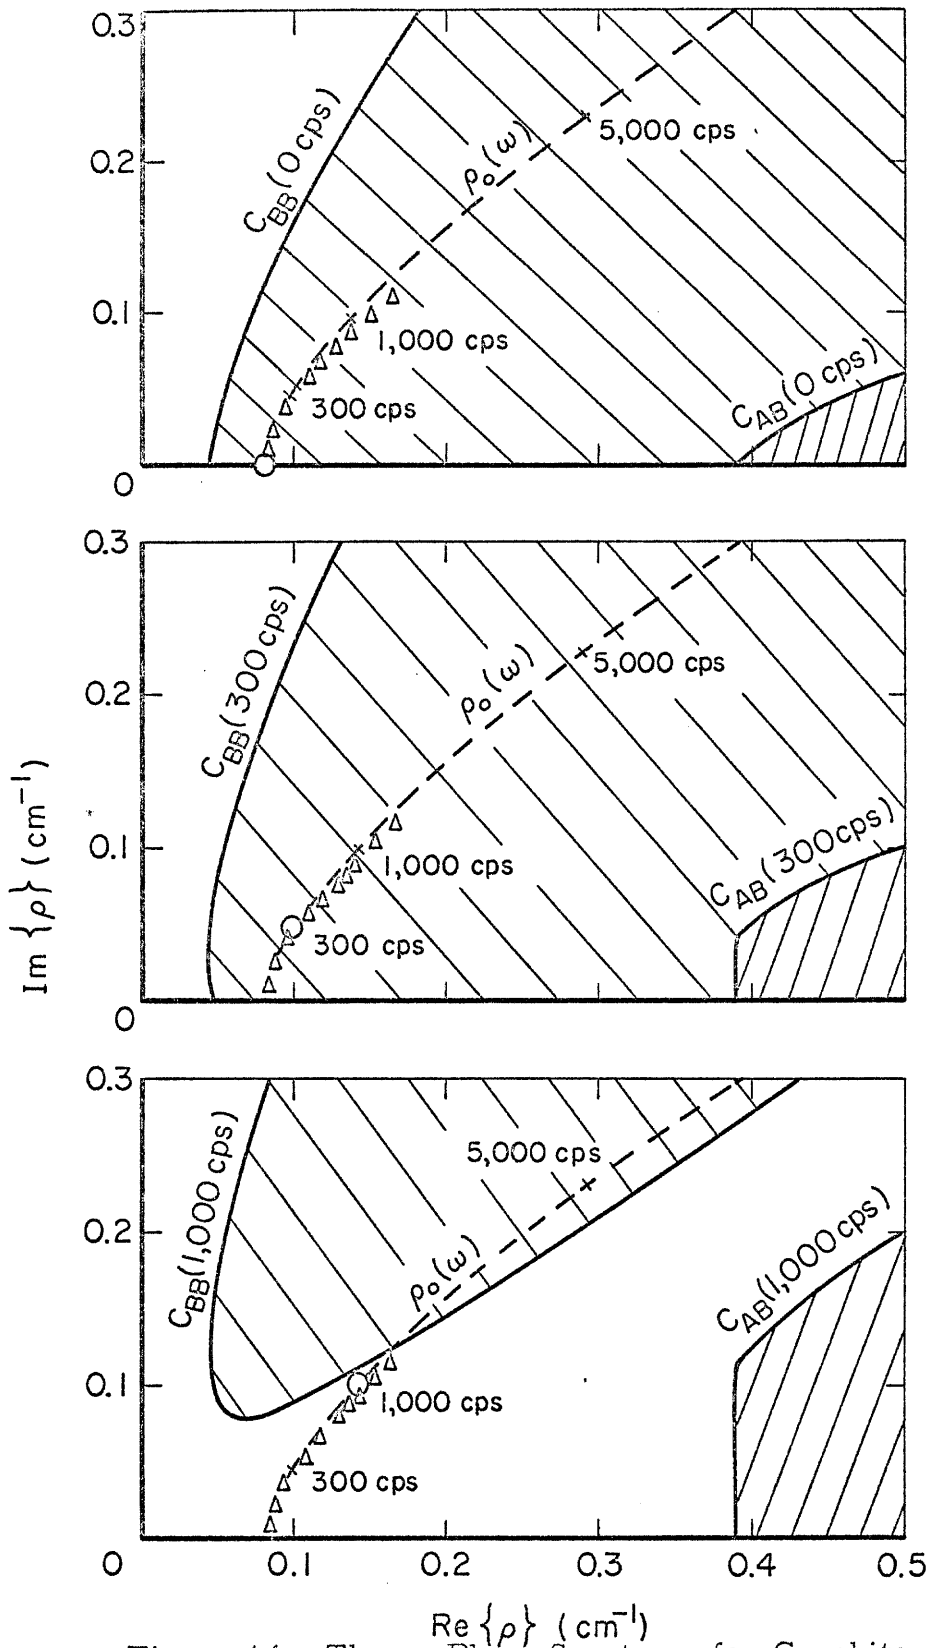 0.3
C_BB(0 cps)
ρ₀(ω)
5,000 cps
0.2
0.1
1,000 cps
C_AB(0 cps)
300 cps
0
0.3
C_BB(300 cps)
ρ₀(ω)
5,000 cps
0.2
0.1
1,000 cps
C_AB(300 cps)
300 cps
0
Im {ρ} (cm⁻¹)
0.3
C_BB(1,000 cps)
5,000 cps
0.2
ρ₀(ω)
C_AB(1,000 cps)
0.1
1,000 cps
300 cps
0 0.1 0.2 0.3 0.4 0.5
Re {ρ} (cm⁻¹)